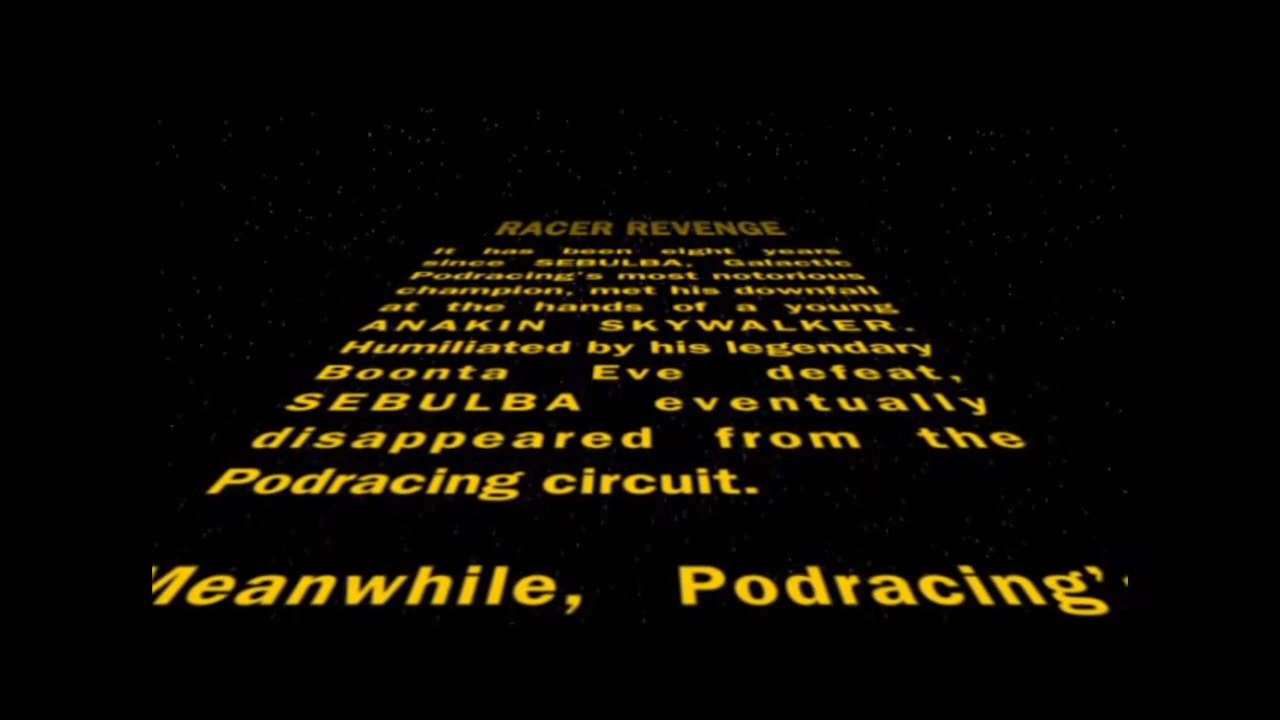 RACER REVENGE
It has been eight years
since SEBULBA, Galactic
Podracing's most notorious
champion, met his downfall
at the hands of a young
ANAKIN SKYWALKER.
Humiliated by his legendary
Boonta Eve defeat,
SEBULBA eventually
disappeared from the
Podracing circuit.
Meanwhile, Podracing'